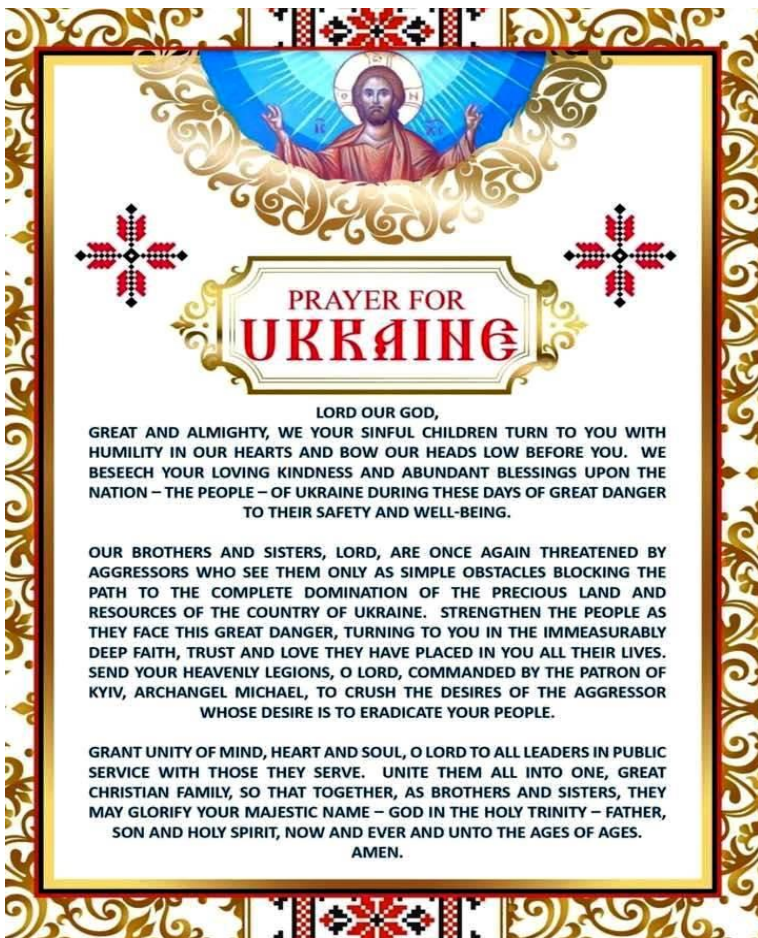 PRAYER FOR
UKRAINE
LORD OUR GOD,
GREAT AND ALMIGHTY, WE YOUR SINFUL CHILDREN TURN TO YOU WITH
HUMILITY IN OUR HEARTS AND BOW OUR HEADS LOW BEFORE YOU. WE
BESEECH YOUR LOVING KINDNESS AND ABUNDANT BLESSINGS UPON THE
NATION – THE PEOPLE – OF UKRAINE DURING THESE DAYS OF GREAT DANGER
TO THEIR SAFETY AND WELL-BEING.
OUR BROTHERS AND SISTERS, LORD, ARE ONCE AGAIN THREATENED BY
AGGRESSORS WHO SEE THEM ONLY AS SIMPLE OBSTACLES BLOCKING THE
PATH TO THE COMPLETE DOMINATION OF THE PRECIOUS LAND AND
RESOURCES OF THE COUNTRY OF UKRAINE. STRENGTHEN THE PEOPLE AS
THEY FACE THIS GREAT DANGER, TURNING TO YOU IN THE IMMEASURABLY
DEEP FAITH, TRUST AND LOVE THEY HAVE PLACED IN YOU ALL THEIR LIVES.
SEND YOUR HEAVENLY LEGIONS, O LORD, COMMANDED BY THE PATRON OF
KYIV, ARCHANGEL MICHAEL, TO CRUSH THE DESIRES OF THE AGGRESSOR
WHOSE DESIRE IS TO ERADICATE YOUR PEOPLE.
GRANT UNITY OF MIND, HEART AND SOUL, O LORD TO ALL LEADERS IN PUBLIC
SERVICE WITH THOSE THEY SERVE. UNITE THEM ALL INTO ONE, GREAT
CHRISTIAN FAMILY, SO THAT TOGETHER, AS BROTHERS AND SISTERS, THEY
MAY GLORIFY YOUR MAJESTIC NAME – GOD IN THE HOLY TRINITY – FATHER,
SON AND HOLY SPIRIT, NOW AND EVER AND UNTO THE AGES OF AGES.
AMEN.